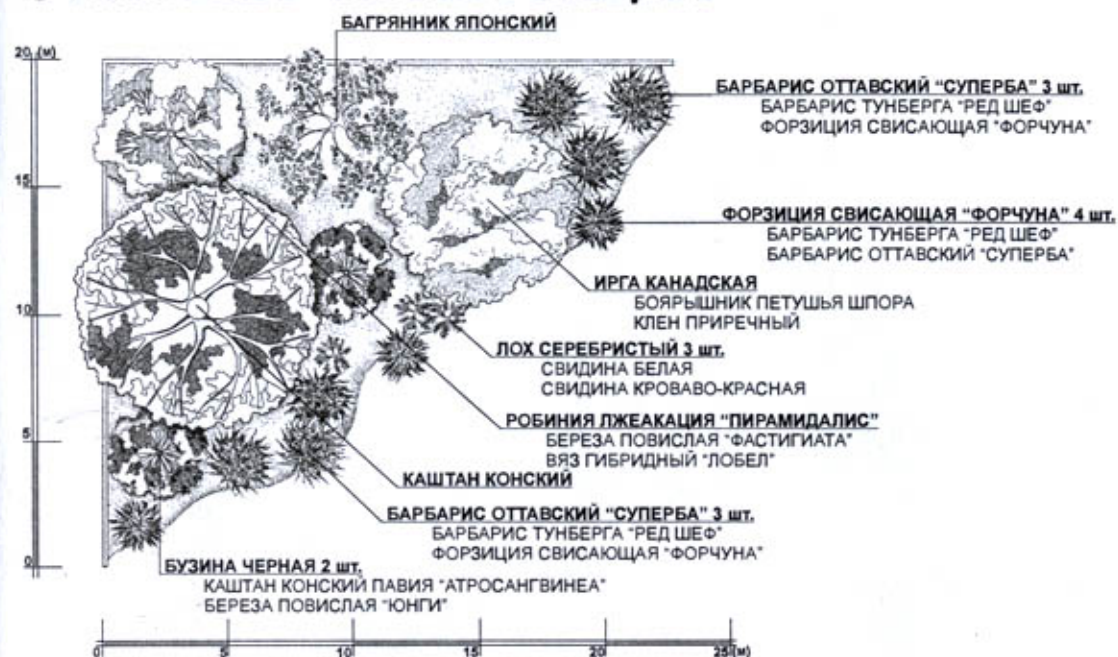 БАГРЯННИК ЯПОНСКИЙ
20 (м)
БАРБАРИС ОТТАВСКИЙ "СУПЕРБА" 3 шт.
БАРБАРИС ТУНБЕРГА "РЕД ШЕФ"
ФОРЗИЦИЯ СВИСАЮЩАЯ "ФОРЧУНА"
15
ФОРЗИЦИЯ СВИСАЮЩАЯ "ФОРЧУНА" 4 шт.
БАРБАРИС ТУНБЕРГА "РЕД ШЕФ"
БАРБАРИС ОТТАВСКИЙ "СУПЕРБА"
ИРГА КАНАДСКАЯ
БОЯРЫШНИК ПЕТУШЬЯ ШПОРА
КЛЕН ПРИРЕЧНЫЙ
10
ЛОХ СЕРЕБРИСТЫЙ 3 шт.
СВИДИНА БЕЛАЯ
СВИДИНА КРОВАВО-КРАСНАЯ
РОБИНИЯ ЛЖЕАКАЦИЯ "ПИРАМИДАЛИС"
БЕРЕЗА ПОВИСЛАЯ "ФАСТИГИАТА"
ВЯЗ ГИБРИДНЫЙ "ЛОБЕЛ"
5
КАШТАН КОНСКИЙ
БАРБАРИС ОТТАВСКИЙ "СУПЕРБА" 3 шт.
БАРБАРИС ТУНБЕРГА "РЕД ШЕФ"
ФОРЗИЦИЯ СВИСАЮЩАЯ "ФОРЧУНА"
0
БУЗИНА ЧЕРНАЯ 2 шт.
КАШТАН КОНСКИЙ ПАВИЯ "АТРОСАНГВИНЕА"
БЕРЕЗА ПОВИСЛАЯ "ЮНГИ"
0 5 10 15 20 25(м)